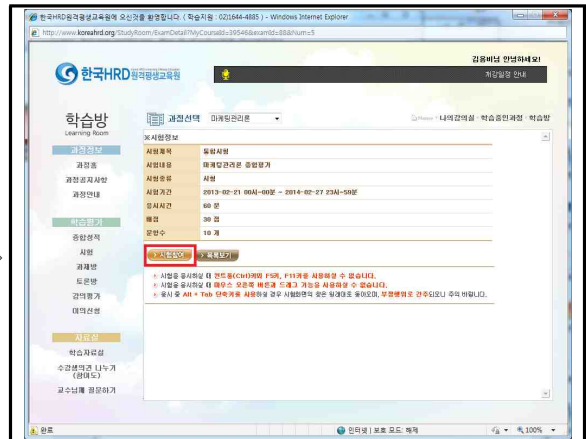 한국HRD원격평생교육원에 오신것을 환영합니다. ( 학습지원 : 02)1644-4885 ) - Windows Internet Explorer
http://www.koreahrd.org/StudyRoom/ExamDetail?MyCourseId=39546&examId=88&Num=5
김용비님 안녕하세요!
한국HRD원격평생교육원
재강일정 안내
학습방
Learning Room
과정선택 마케팅관리론
Home > 나의강의실 > 학습중인과정 > 학습방
과정정보
과정홈
과정공지사항
과정안내
학습평가
종합성적
시험
과제방
토론방
강의평가
이의신청
자료실
학습자료실
수강생의견 나누기
(참여도)
교수님께 질문하기
※시험정보
시험제목 통합시험
시험내용 마케팅관리론 종합평가
시험종류 시험
시험기간 2013-02-21 00시-00분 ~ 2014-02-27 23시-59분
응시시간 60 분
배점 30 점
문항수 10 개
> 시험참여 > 목록보기
시험을 응시하실 때 컨트롤(Ctrl)키와 F5키, F11키를 사용하실 수 없습니다.
시험을 응시하실 때 마우스 오른쪽 버튼과 드래그 기능을 사용하실 수 없습니다.
응시 중 Alt + Tab 단축키를 사용하실 경우 시험화면의 창은 원래대로 돌아오며, 부정행위로 간주되오니 주의 바랍니다.
완료
인터넷 | 보호 모드: 해제
100%